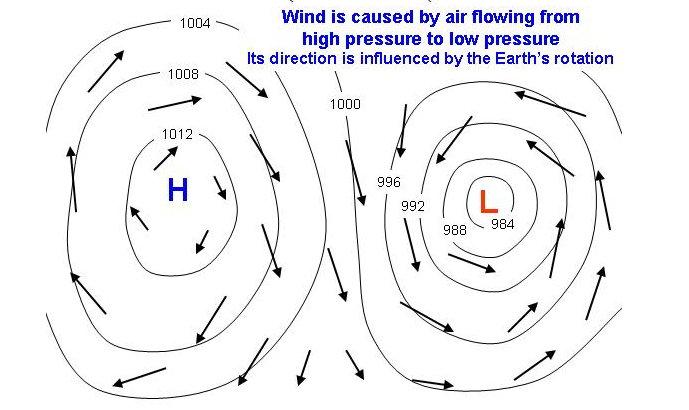 Wind is caused by air flowing from
high pressure to low pressure
Its direction is influenced by the Earth's rotation
1004
1008
1000
1012
H
996
L
992
988
984